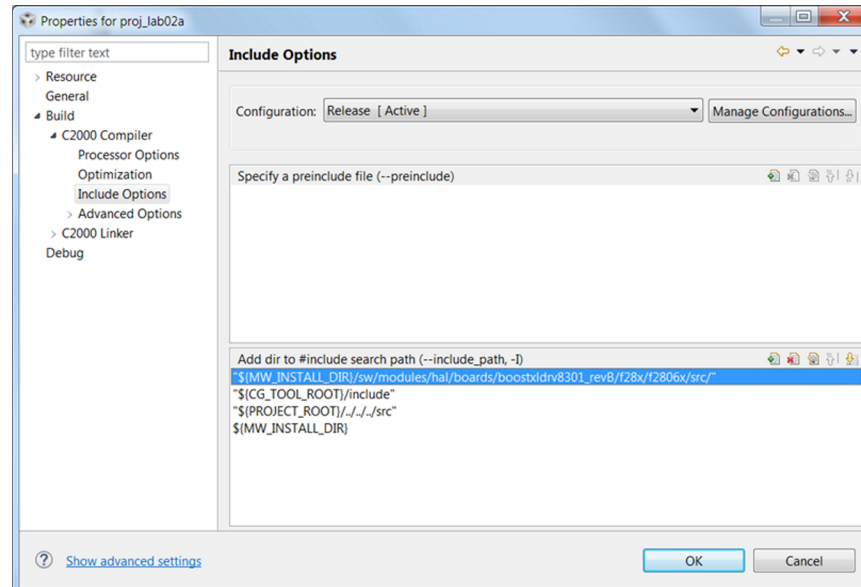 Properties for proj_lab02a
type filter text
Resource
General
Build
C2000 Compiler
Processor Options
Optimization
Include Options
Advanced Options
C2000 Linker
Debug
Include Options
Configuration:
Release [ Active ]
Manage Configurations...
Specify a preinclude file (--preinclude)
Add dir to #include search path (--include_path, -I)
"${MW_INSTALL_DIR}/sw/modules/hal/boards/boostxldrv8301_revB/f28x/f2806x/src/"
"${CG_TOOL_ROOT}/include"
"${PROJECT_ROOT}/../../../src"
${MW_INSTALL_DIR}
Show advanced settings
OK
Cancel